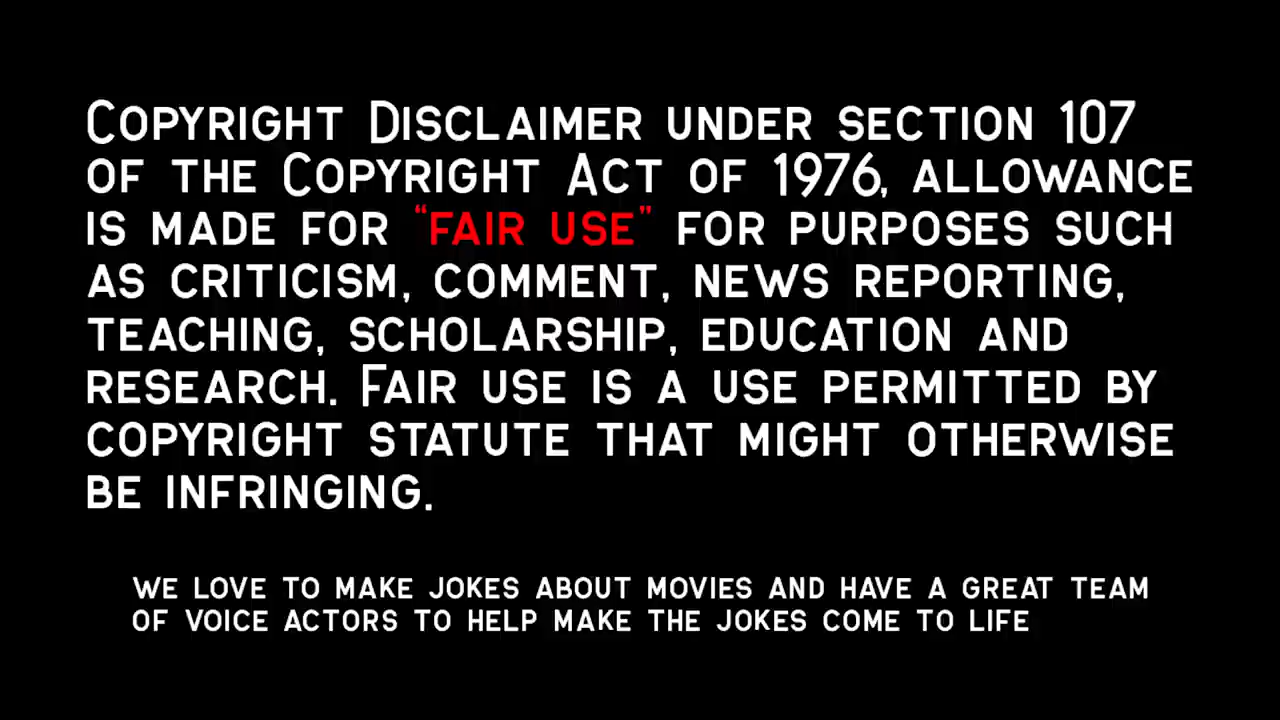 Copyright Disclaimer under section 107
of the Copyright Act of 1976, allowance
is made for "fair use" for purposes such
as criticism, comment, news reporting,
teaching, scholarship, education and
research. Fair use is a use permitted by
copyright statute that might otherwise
be infringing.
we love to make jokes about movies and have a great team
of voice actors to help make the jokes come to life